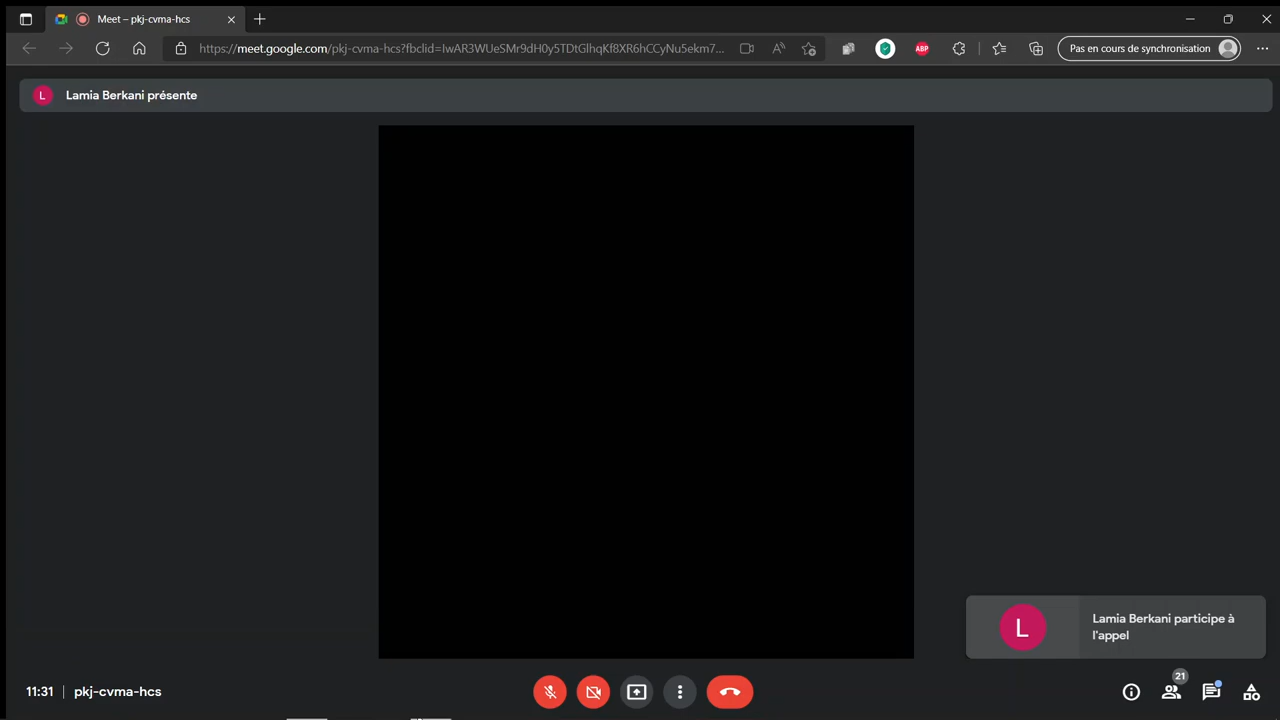 Meet – pkj-cvma-hcs
https://meet.google.com/pkj-cvma-hcs?fbclid=IwAR3WUeSMr9dH0y5TDtGlhqKf8XR6hCCyNu5ekm7...
ABP
Pas en cours de synchronisation
L
Lamia Berkani présente
L
Lamia Berkani participe à
l'appel
11:31
pkj-cvma-hcs
21